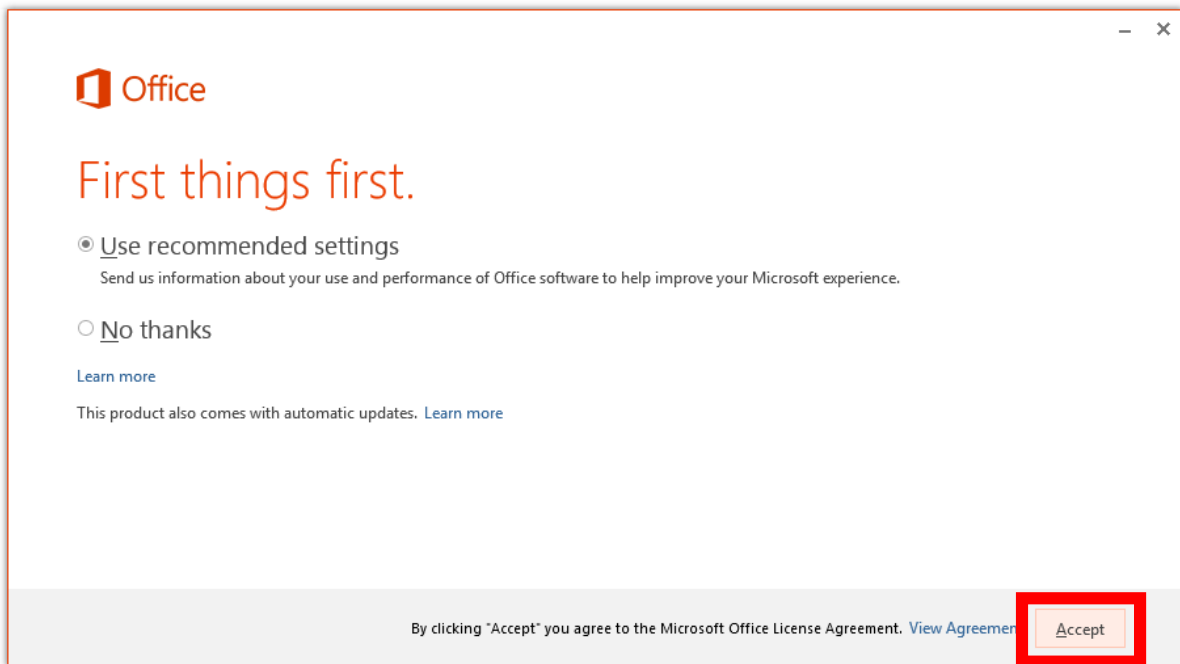 Office
First things first.
Use recommended settings
Send us information about your use and performance of Office software to help improve your Microsoft experience.
No thanks
Learn more
This product also comes with automatic updates. Learn more
By clicking "Accept" you agree to the Microsoft Office License Agreement. View Agreemen
Accept